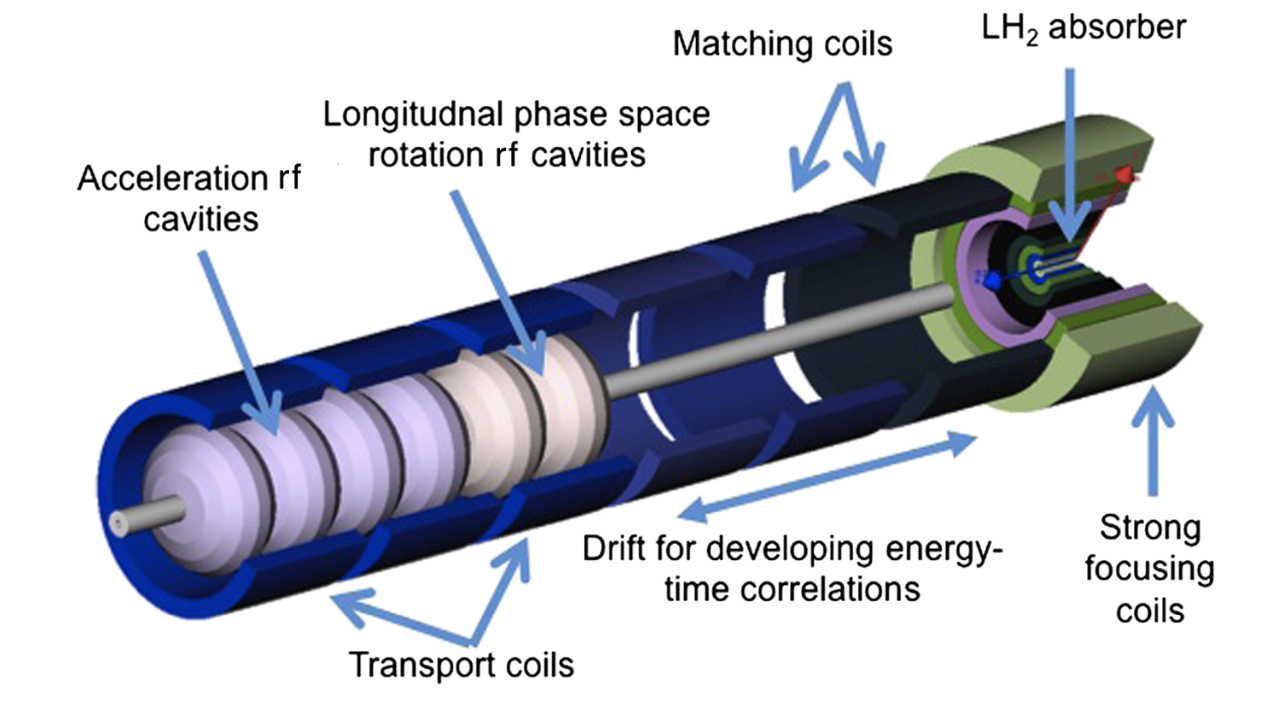 Matching coils
LH₂ absorber
Longitudnal phase space
rotation rf cavities
Acceleration rf
cavities
Drift for developing energy-
time correlations
Strong
focusing
coils
Transport coils